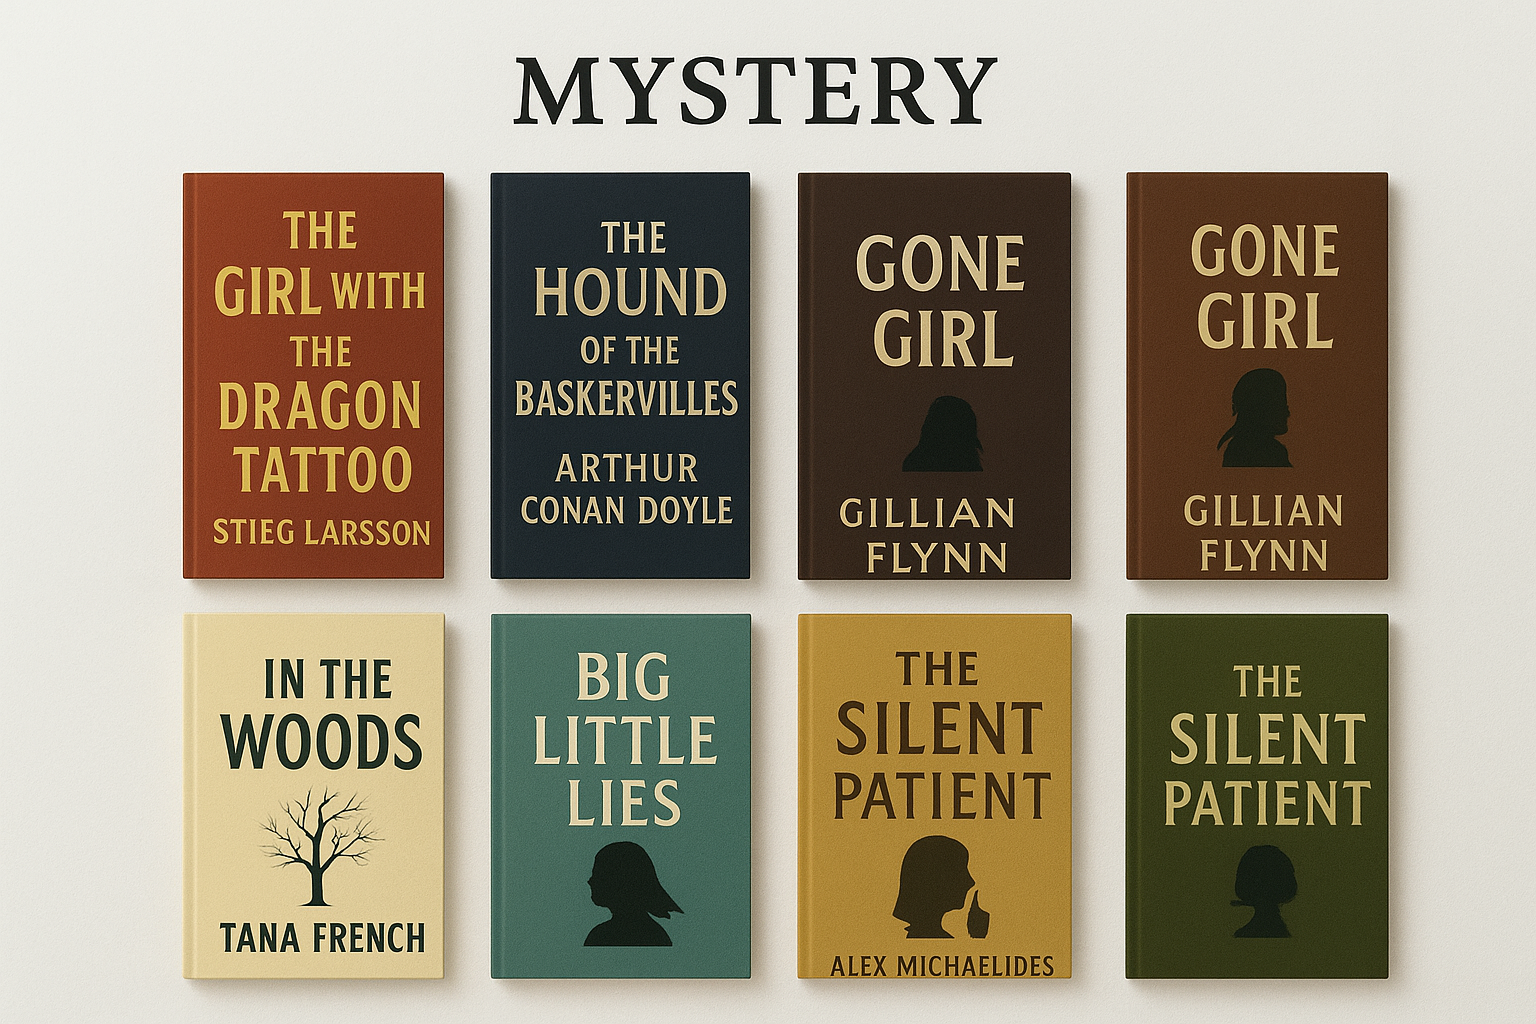 MYSTERY
THE
GIRL WITH
THE
DRAGON
TATTOO
STIEG LARSSON
THE
HOUND
OF THE
BASKERVILLES
ARTHUR
CONAN DOYLE
GONE
GIRL
GILLIAN
FLYNN
GONE
GIRL
GILLIAN
FLYNN
IN THE
WOODS
TANA FRENCH
BIG
LITTLE
LIES
THE
SILENT
PATIENT
ALEX MICHAELIDES
THE
SILENT
PATIENT